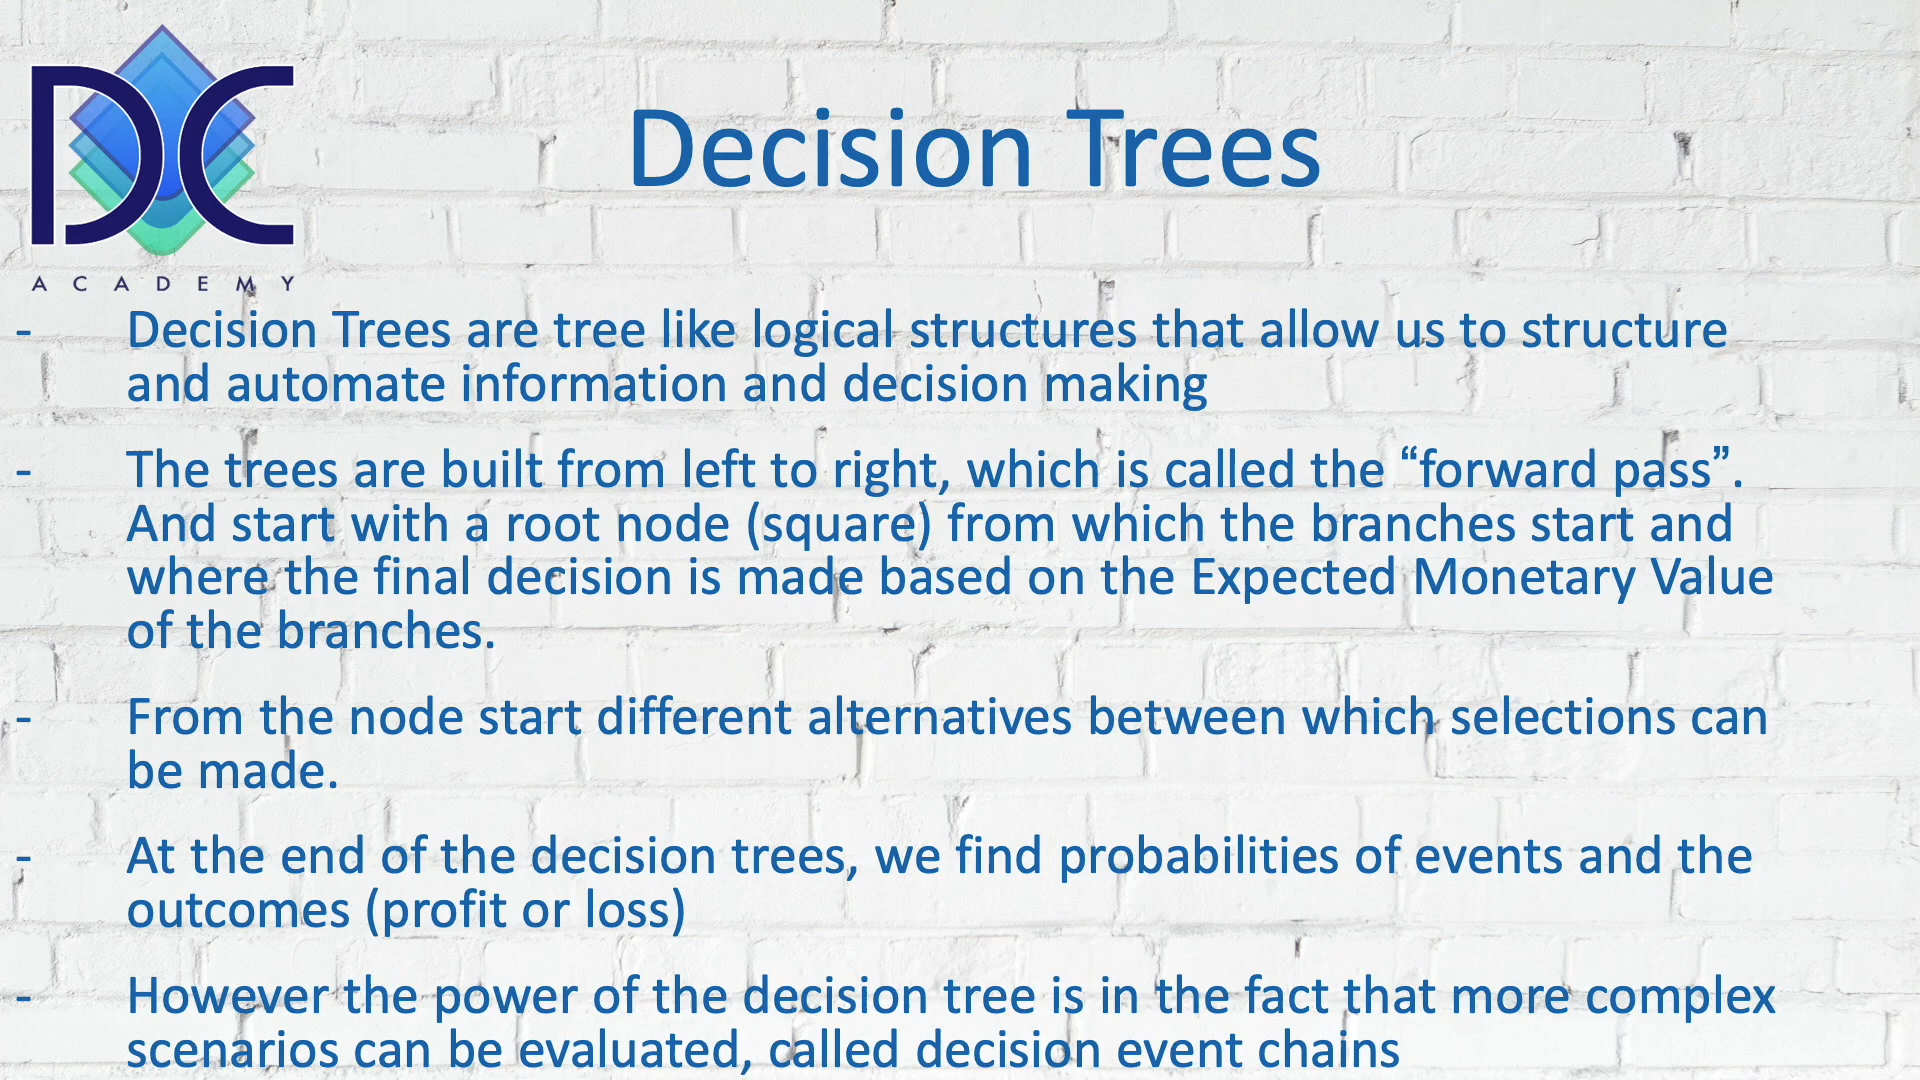 DC
ACADEMY
Decision Trees
- Decision Trees are tree like logical structures that allow us to structure
and automate information and decision making
- The trees are built from left to right, which is called the “forward pass”.
And start with a root node (square) from which the branches start and
where the final decision is made based on the Expected Monetary Value
of the branches.
- From the node start different alternatives between which selections can
be made.
- At the end of the decision trees, we find probabilities of events and the
outcomes (profit or loss)
- However the power of the decision tree is in the fact that more complex
scenarios can be evaluated, called decision event chains